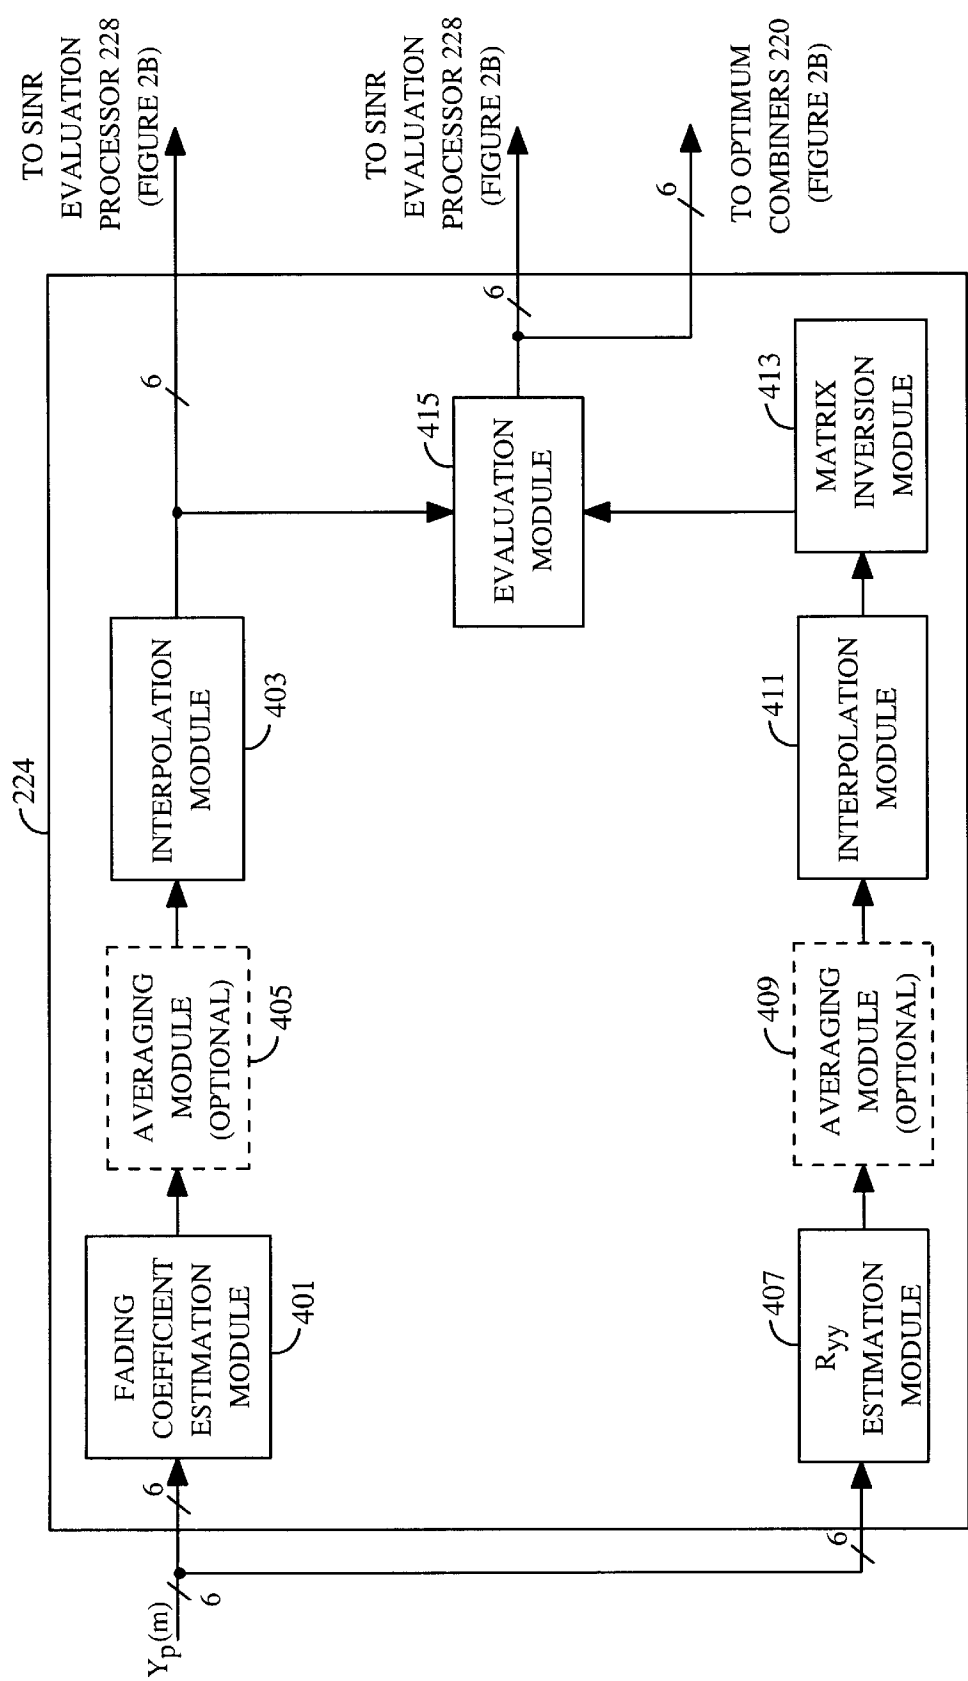 224
Yp(m)
6
6
6
FADING
COEFFICIENT
ESTIMATION
MODULE
401
AVERAGING
MODULE
(OPTIONAL)
405
INTERPOLATION
MODULE
403
6
TO SINR
EVALUATION
PROCESSOR 228
(FIGURE 2B)
EVALUATION
MODULE
415
6
TO SINR
EVALUATION
PROCESSOR 228
(FIGURE 2B)
6
TO OPTIMUM
COMBINERS 220
(FIGURE 2B)
Ryy
ESTIMATION
MODULE
407
AVERAGING
MODULE
(OPTIONAL)
409
INTERPOLATION
MODULE
411
MATRIX
INVERSION
MODULE
413